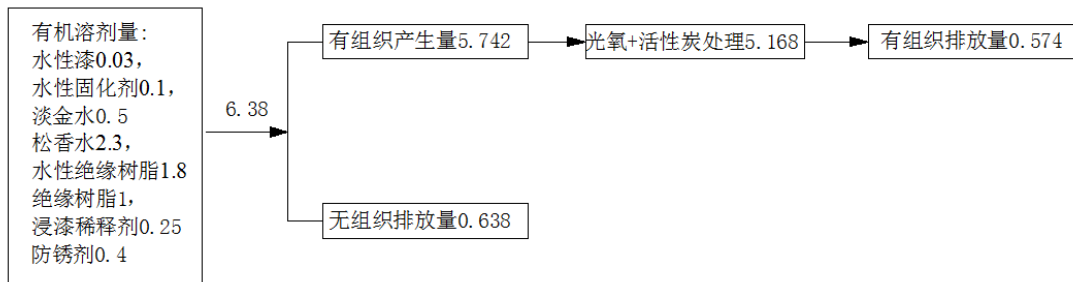 有机溶剂量:
水性漆0.03，
水性固化剂0.1，
淡金水0.5
松香水2.3，
水性绝缘树脂1.8
绝缘树脂1，
浸漆稀释剂0.25
防锈剂0.4
6.38
有组织产生量5.742
光氧+活性炭处理5.168
有组织排放量0.574
无组织排放量0.638